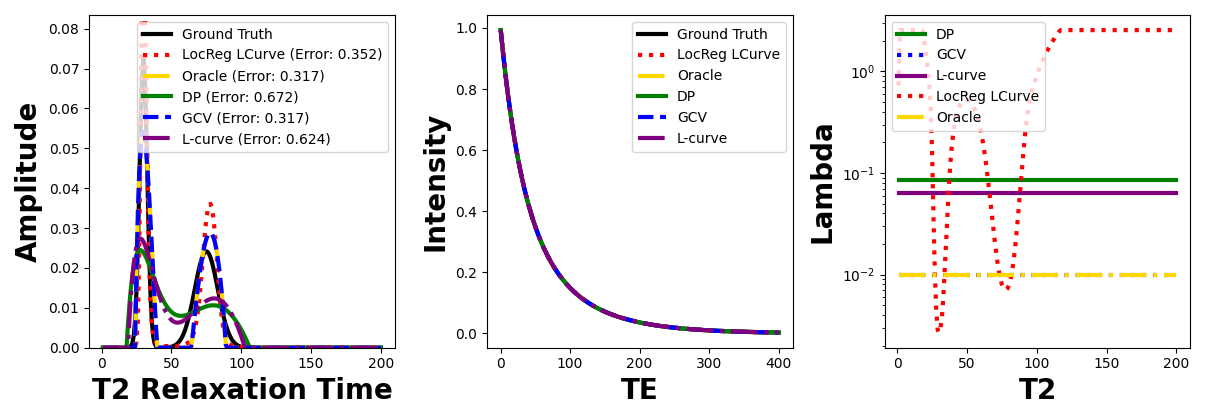 Amplitude
0.08
0.07
0.06
0.05
0.04
0.03
0.02
0.01
0.00
Ground Truth
LocReg LCurve (Error: 0.352)
Oracle (Error: 0.317)
DP (Error: 0.672)
GCV (Error: 0.317)
L-curve (Error: 0.624)
0 50 100 150 200
T2 Relaxation Time
Intensity
1.0
0.8
0.6
0.4
0.2
0.0
Ground Truth
LocReg LCurve
Oracle
DP
GCV
L-curve
0 100 200 300 400
TE
Lambda
10⁰
10⁻¹
10⁻²
DP
GCV
L-curve
LocReg LCurve
Oracle
0 50 100 150 200
T2